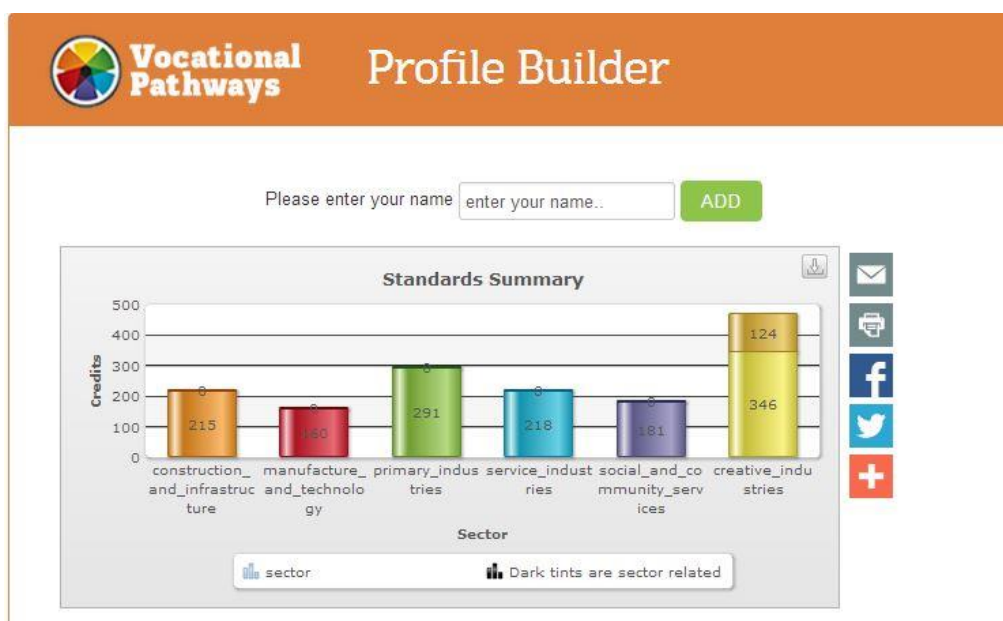 Vocational
Pathways
Profile Builder
Please enter your name
enter your name..
ADD
Standards Summary
Credits
500
400
300
200
100
0
0
215
0
160
291
0
218
0
181
124
346
construction_
and_infrastruc
ture
manufacture_
and_technolo
gy
primary_indus
tries
service_indust
ries
social_and_co
mmunity_serv
ices
creative_indu
stries
Sector
sector
Dark tints are sector related